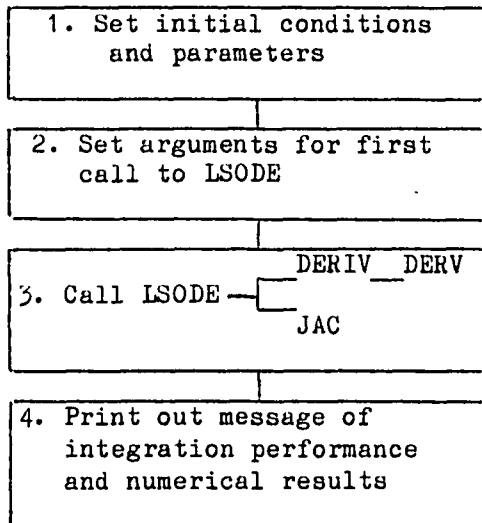 1. Set initial conditions
and parameters
2. Set arguments for first
call to LSODE
DERIV DERV
3. Call LSODE
JAC
4. Print out message of
integration performance
and numerical results